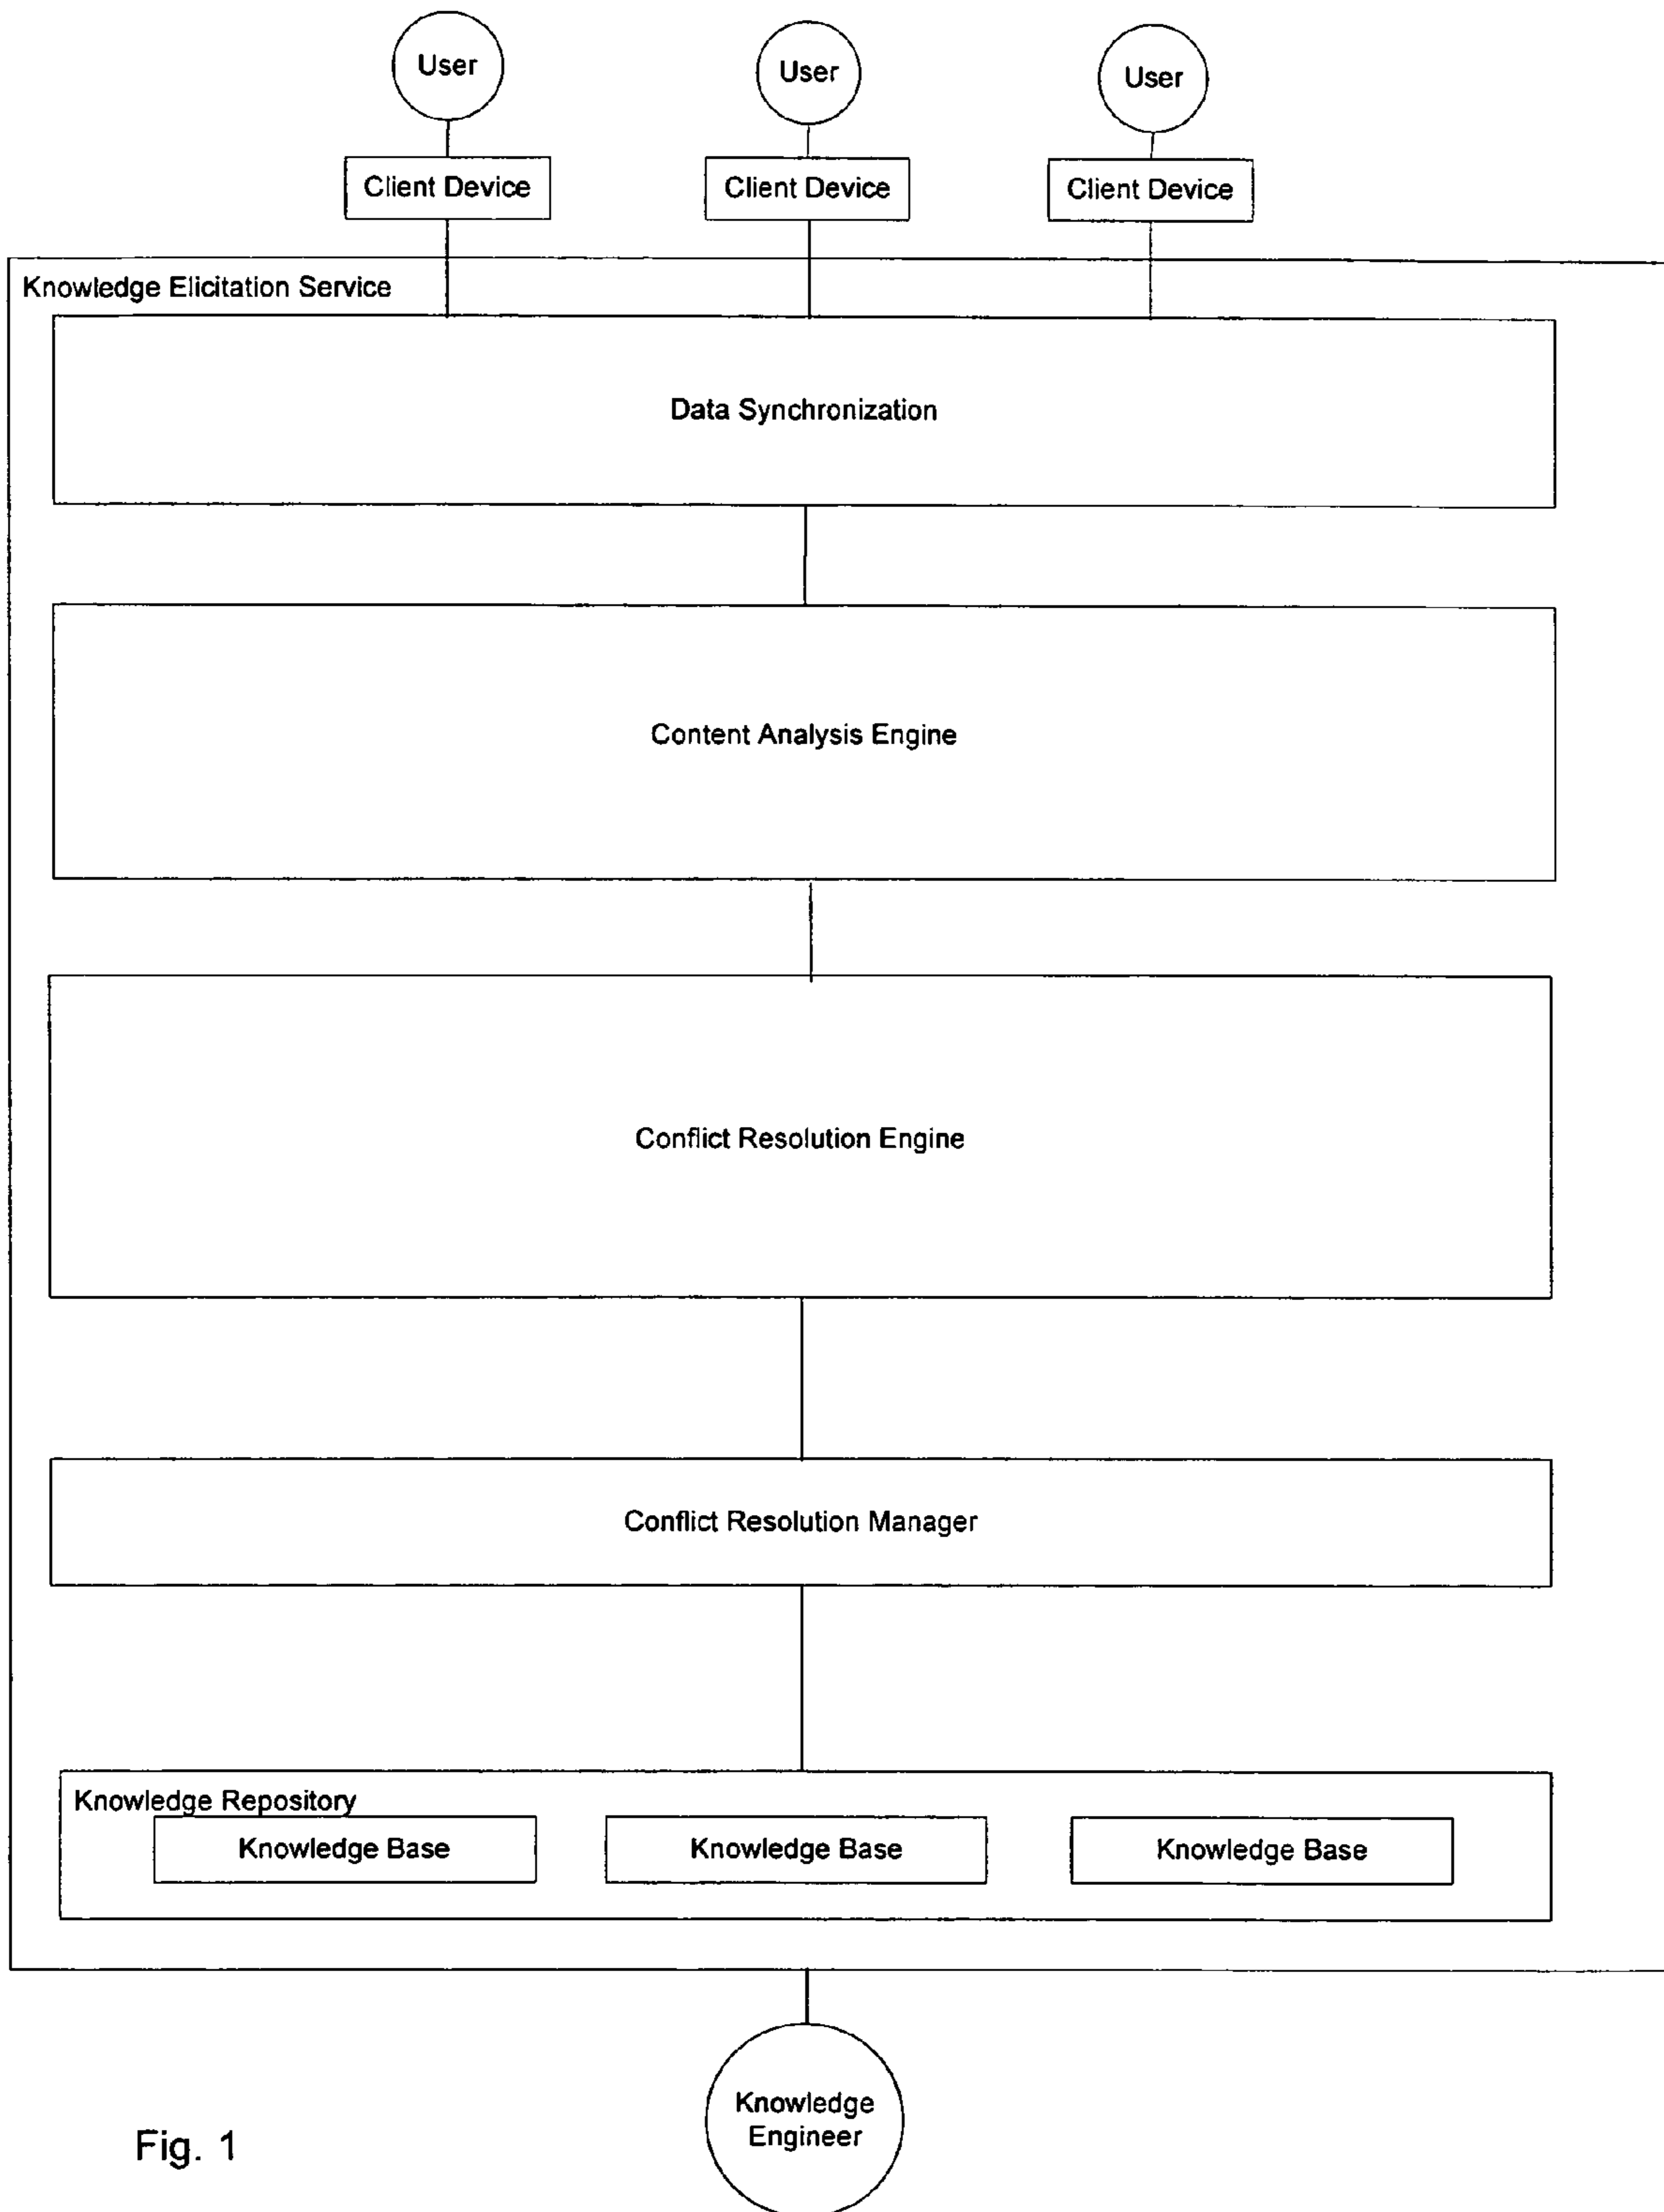 User
User
User
Client Device
Client Device
Client Device
Knowledge Elicitation Service
Data Synchronization
Content Analysis Engine
Conflict Resolution Engine
Conflict Resolution Manager
Knowledge Repository
Knowledge Base
Knowledge Base
Knowledge Base
Knowledge
Engineer
Fig. 1